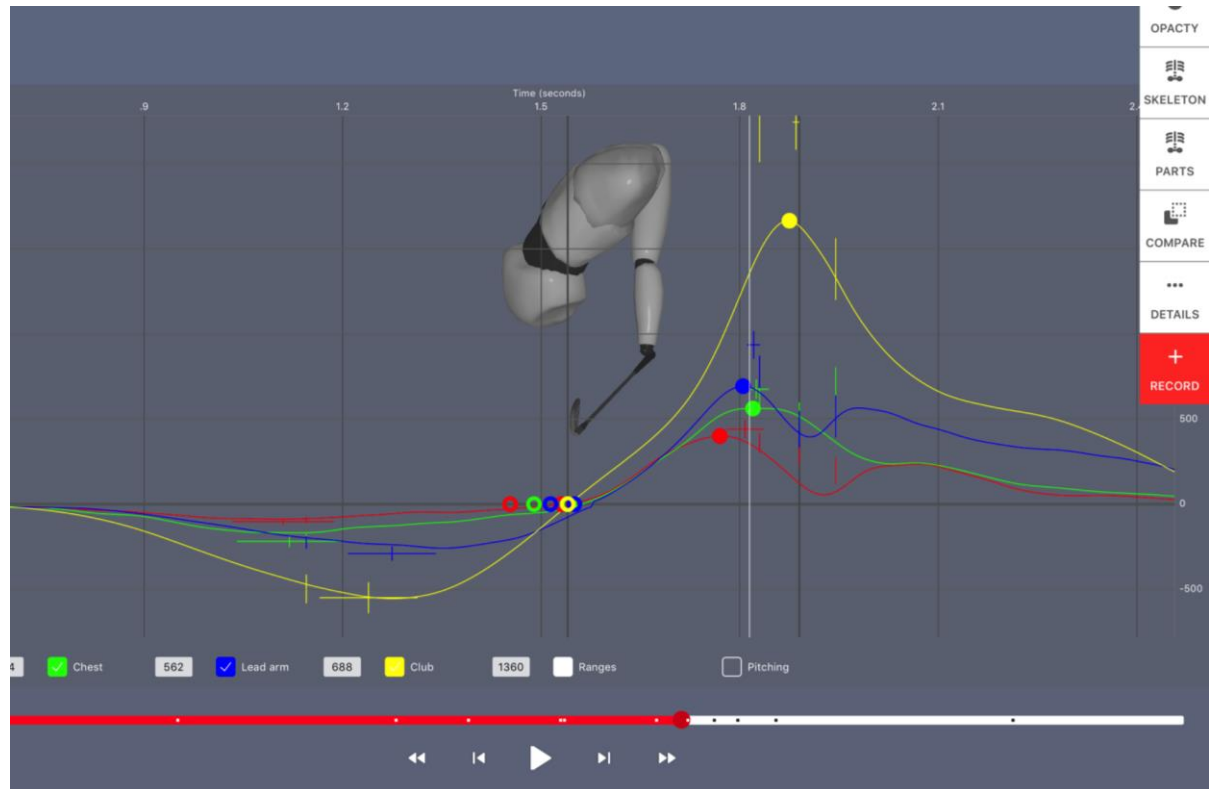 OPACTY
SKELETON
PARTS
COMPARE
DETAILS
+
RECORD
Time (seconds)
.9 1.2 1.5 1.8 2.1
500
0
-500
Chest 562 Lead arm 688 Club 1360 Ranges Pitching